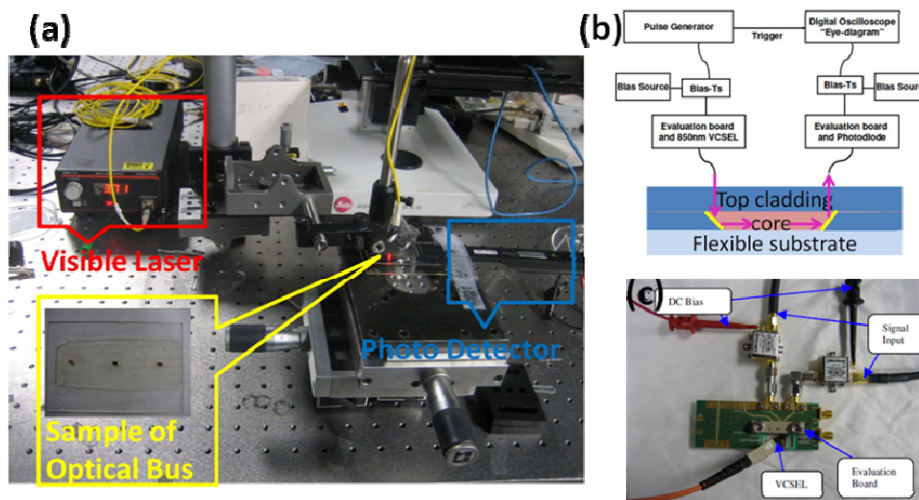 (a)
Visible Laser
Photo Detector
Sample of
Optical Bus
(b)
Pulse Generator
Trigger
Digital Oscilloscope
"Eye-diagram"
Bias Source
Bias-Ts
Bias-Ts
Bias Source
Evaluation board
and 850nm VCSEL
Evaluation board
and Photodiode
Top cladding
core
Flexible substrate
(c)
DC Bias
Signal
Input
VCSEL
Evaluation
Board